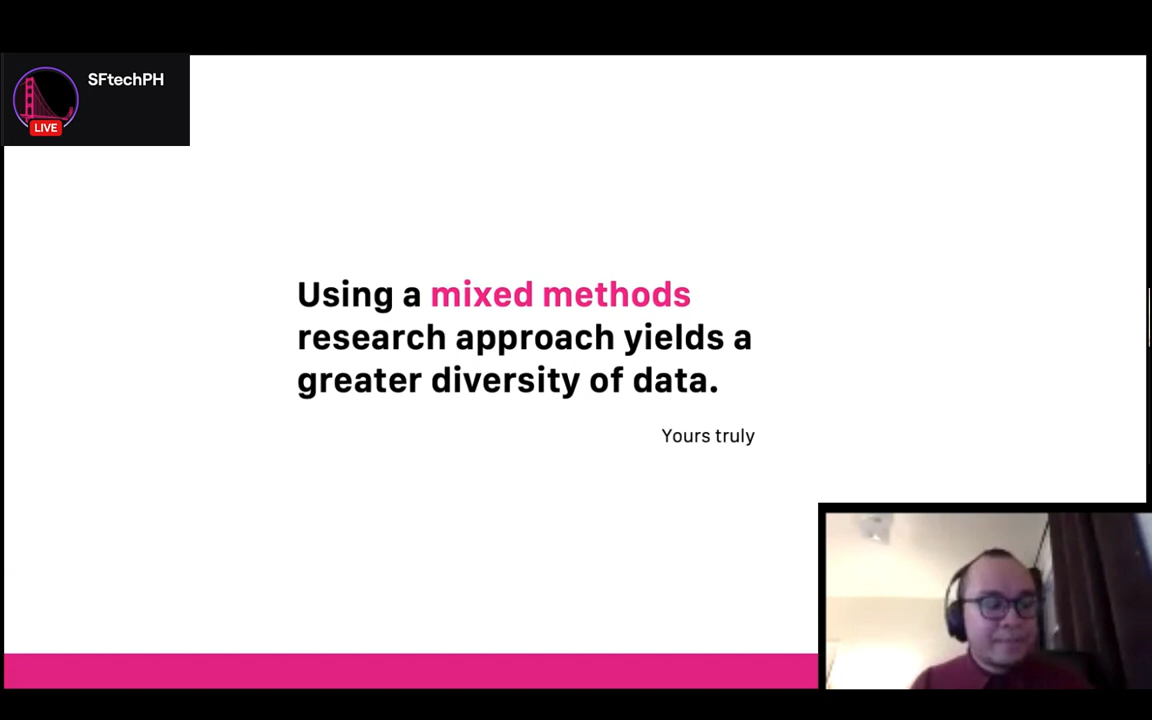 SFtechPH
LIVE
Using a mixed methods
research approach yields a
greater diversity of data.
Yours truly